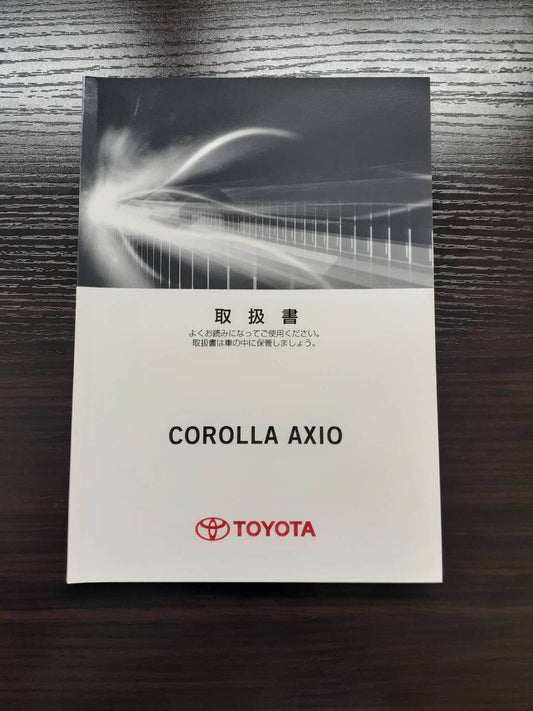 取扱書
よくお読みになってご使用ください。
取扱書は車の中に保管しましょう。
COROLLA AXIO
TOYOTA